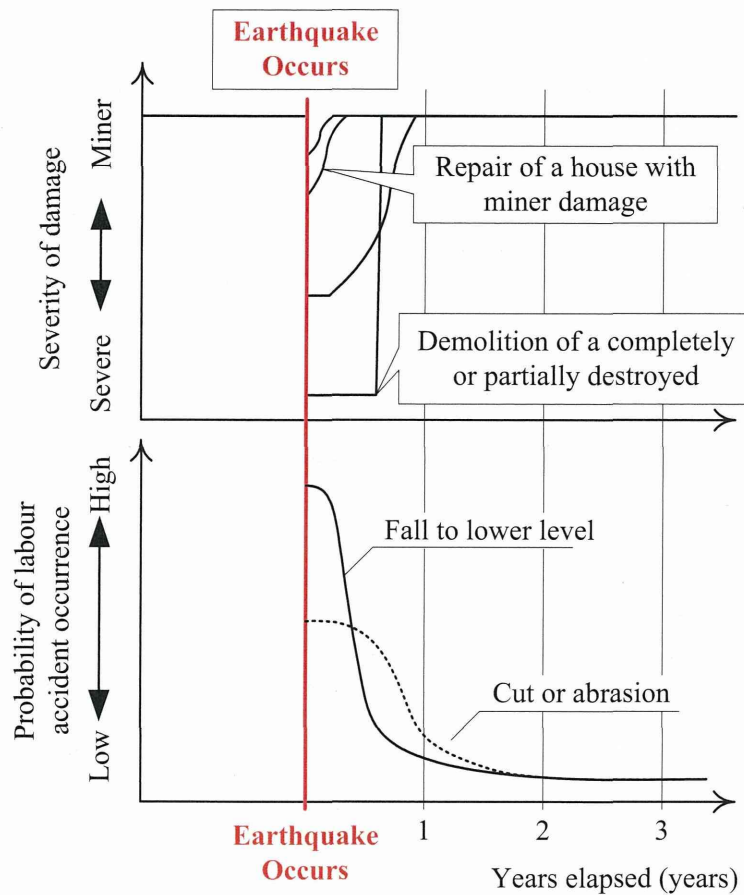 Earthquake
Occurs
Severity of damage
Miner
Severe
Repair of a house with
miner damage
Demolition of a completely
or partially destroyed
Probability of labour
accident occurrence
High
Low
Fall to lower level
Cut or abrasion
Earthquake
Occurs
1
2
3
Years elapsed (years)